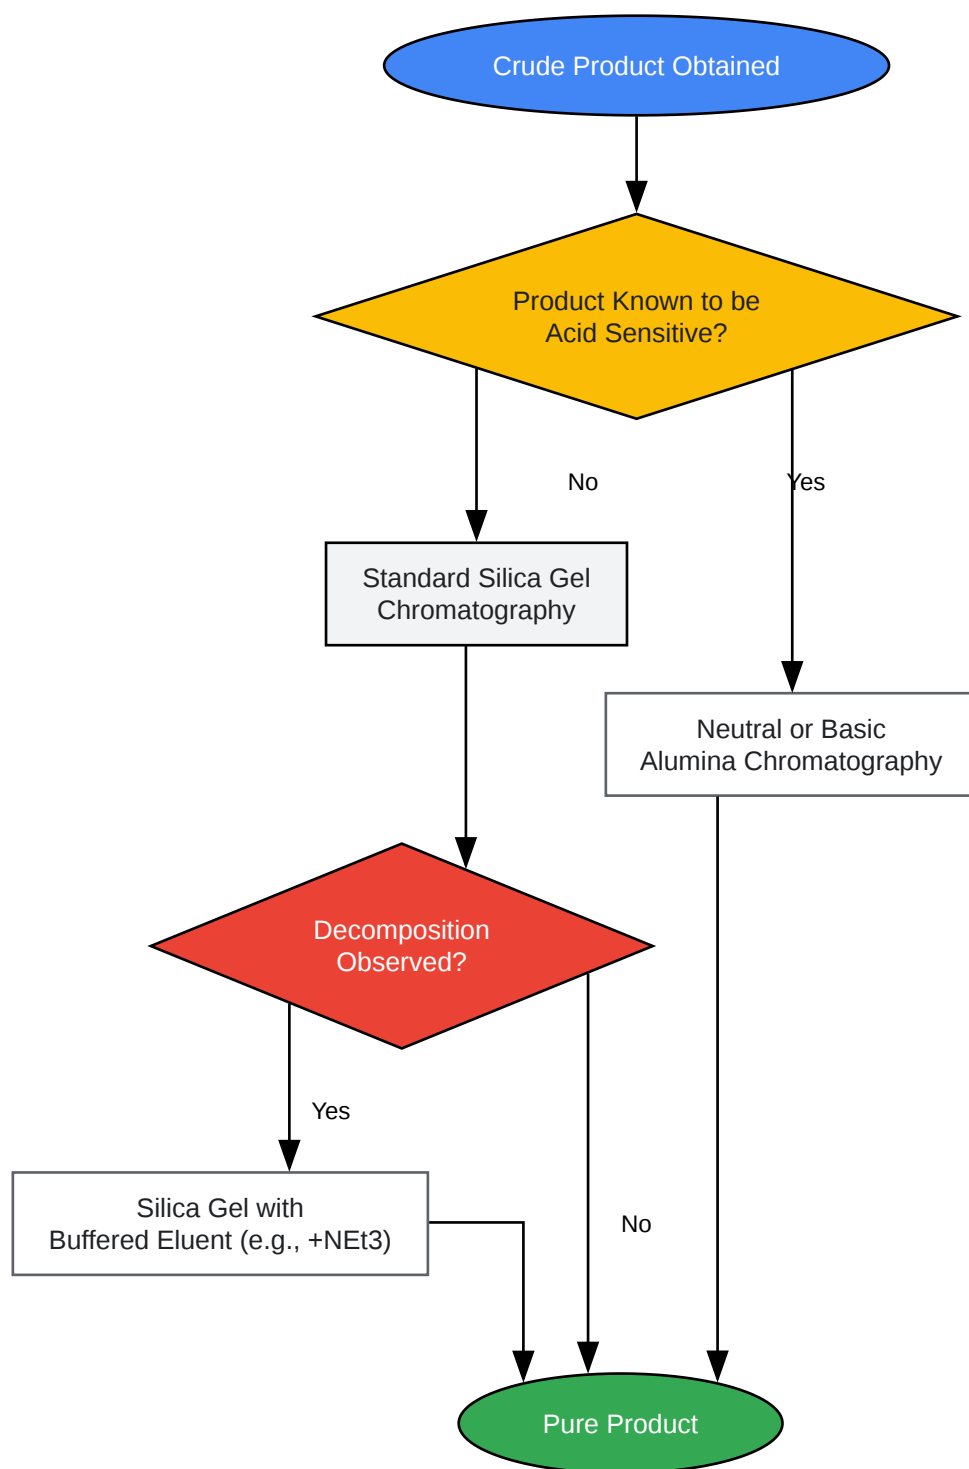 Crude Product Obtained
Product Known to be
Acid Sensitive?
No
Yes
Standard Silica Gel
Chromatography
Neutral or Basic
Alumina Chromatography
Decomposition
Observed?
Yes
Silica Gel with
Buffered Eluent (e.g., +NEt3)
No
Pure Product